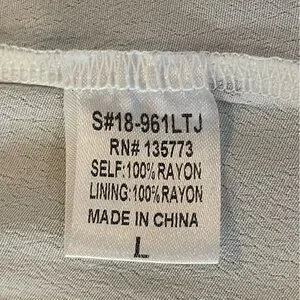 S#18-961LTJ
RN# 135773
SELF:100% RAYON
LINING:100% RAYON
MADE IN CHINA
L